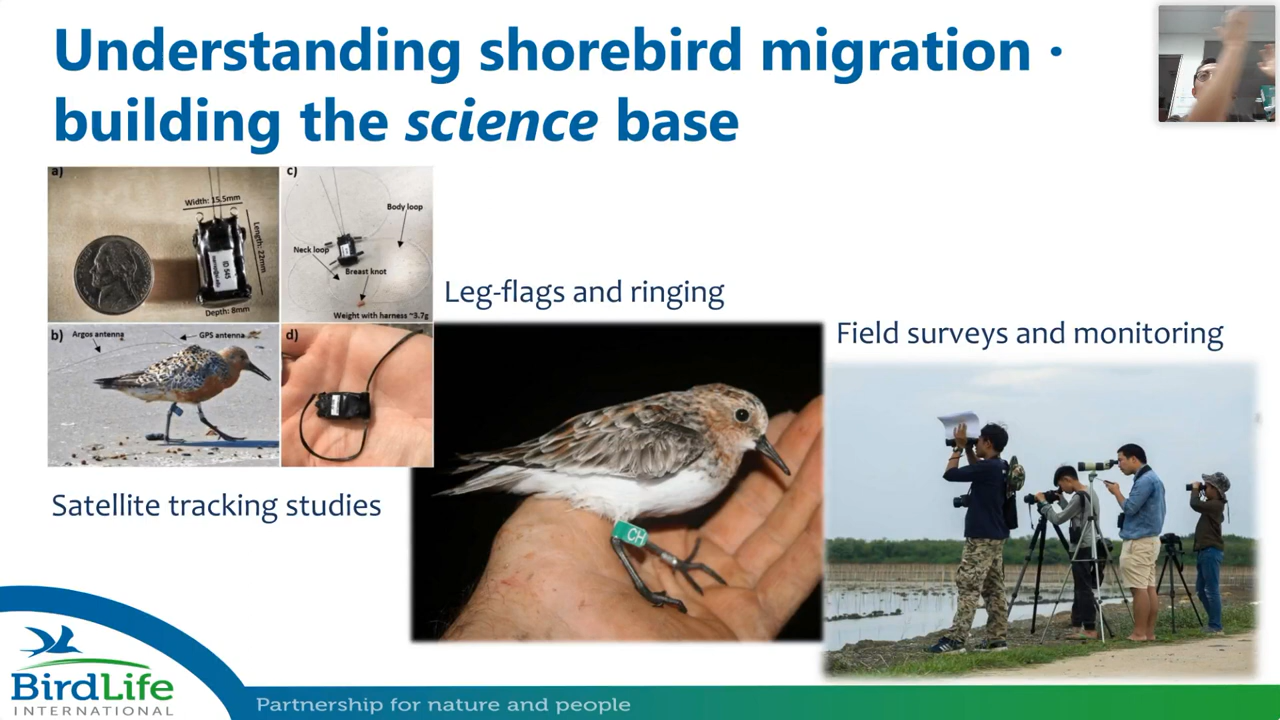 Understanding shorebird migration ·
building the science base
a)
Width: 15.5mm
Length: 22mm
ID 545
Depth: 8mm
c)
Body loop
Neck loop
Breast knot
Weight with harness ~3.7g
b)
Argos antenna
GPS antenna
d)
Satellite tracking studies
Leg-flags and ringing
CH
Field surveys and monitoring
BirdLife
INTERNATIONAL
Partnership for nature and people